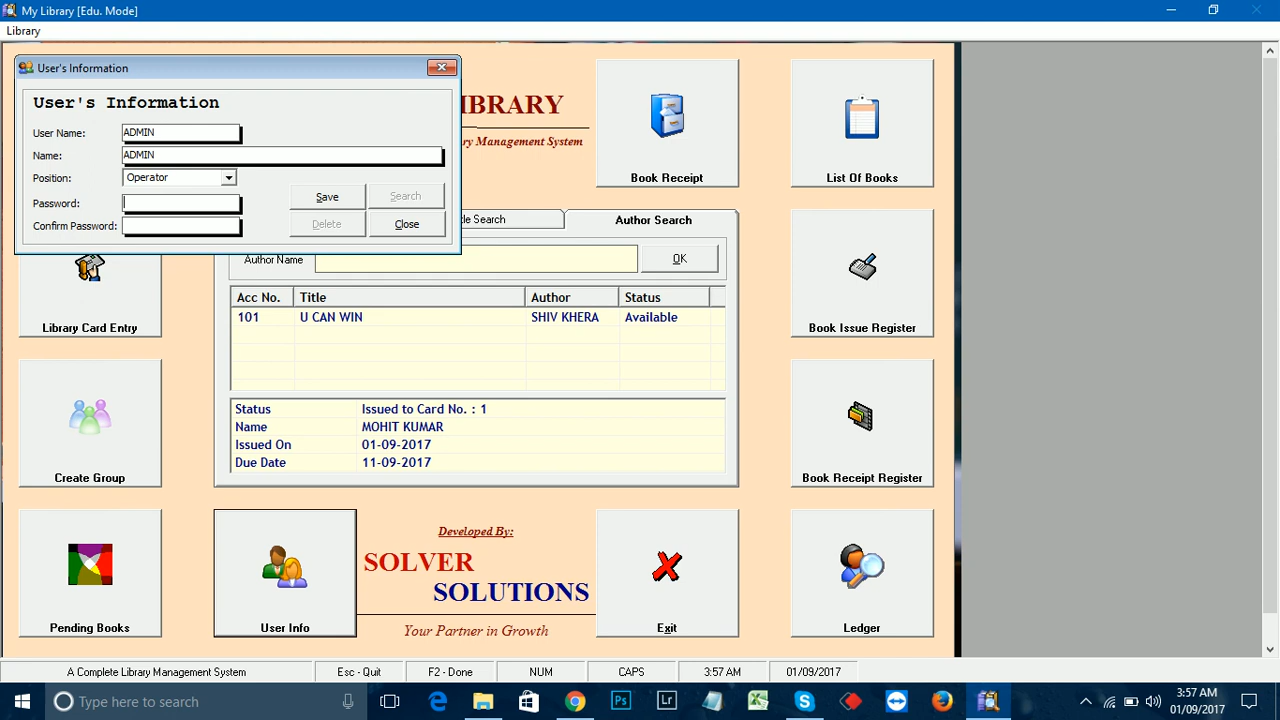 My Library [Edu. Mode]
Library
User's Information
User's Information
User Name: ADMIN
Name: ADMIN
Position: Operator
Password:
Confirm Password:
Save
Search
Delete
Close
IBRARY
ry Management System
Book Receipt
List Of Books
tle Search
Author Search
Author Name
OK
Acc No. Title Author Status
101 U CAN WIN SHIV KHERA Available
Status Issued to Card No. : 1
Name MOHIT KUMAR
Issued On 01-09-2017
Due Date 11-09-2017
Library Card Entry
Book Issue Register
Create Group
Book Receipt Register
Developed By:
SOLVER
SOLUTIONS
Your Partner in Growth
Pending Books
User Info
Exit
Ledger
A Complete Library Management System
Esc - Quit
F2 - Done
NUM
CAPS
3:57 AM
01/09/2017
Type here to search
Ps
Lr
3:57 AM
01/09/2017